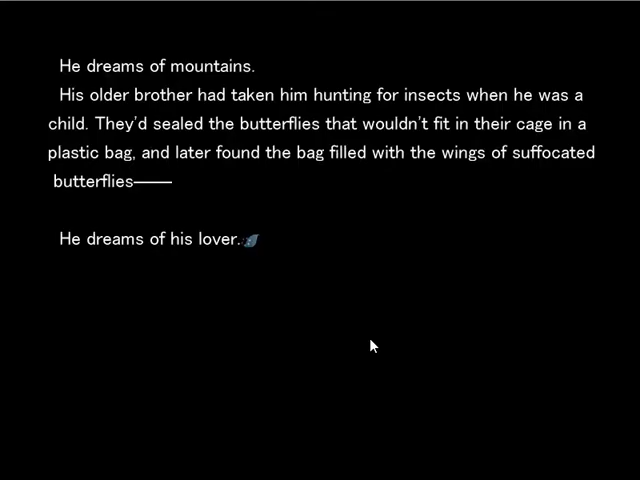 He dreams of mountains.
His older brother had taken him hunting for insects when he was a
child. They'd sealed the butterflies that wouldn't fit in their cage in a
plastic bag, and later found the bag filled with the wings of suffocated
butterflies――
He dreams of his lover.